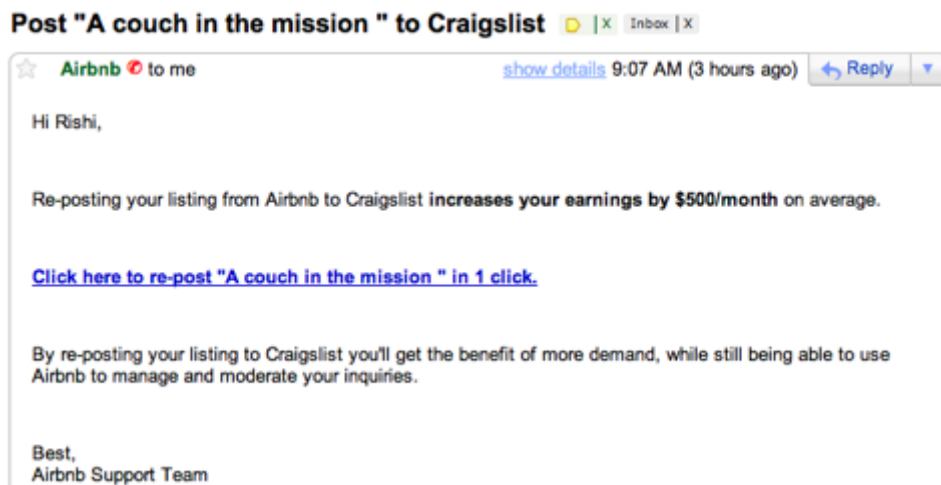 Post "A couch in the mission " to Craigslist | X Inbox | X
Airbnb to me show details 9:07 AM (3 hours ago) Reply
Hi Rishi,
Re-posting your listing from Airbnb to Craigslist increases your earnings by $500/month on average.
Click here to re-post "A couch in the mission " in 1 click.
By re-posting your listing to Craigslist you'll get the benefit of more demand, while still being able to use
Airbnb to manage and moderate your inquiries.
Best,
Airbnb Support Team